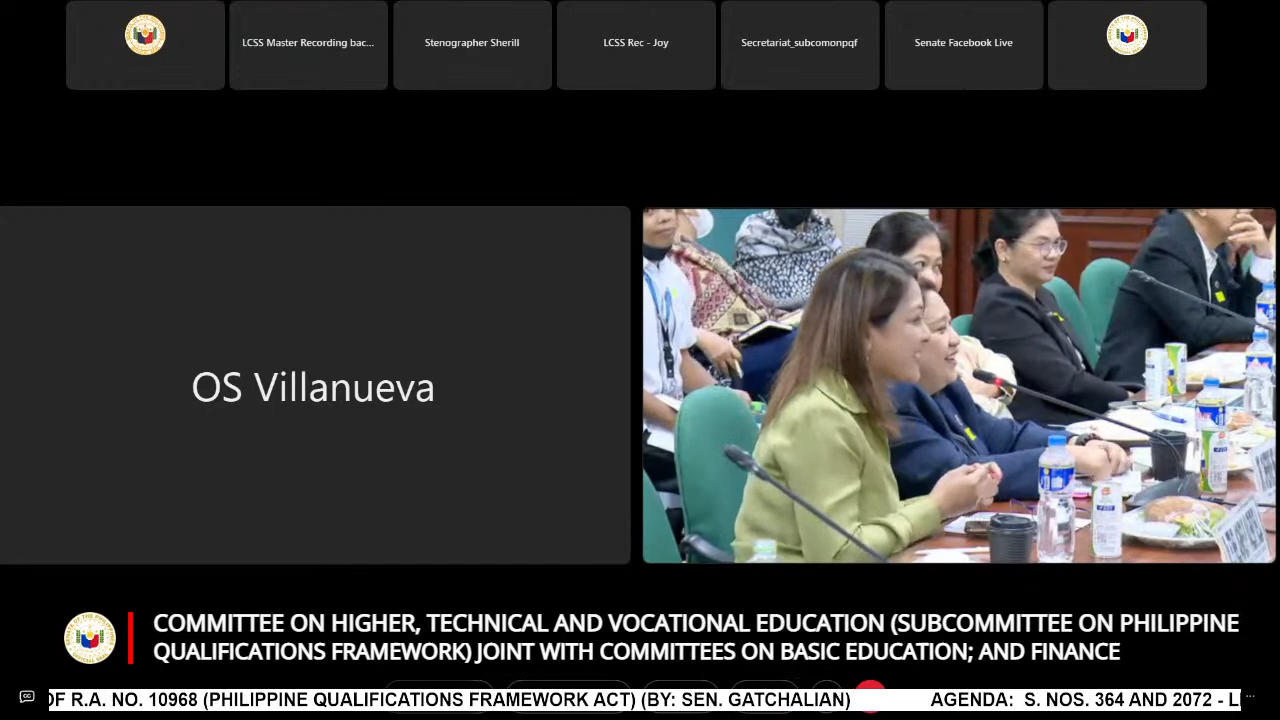 LCSS Master Recording bac...
Stenographer Sherill
LCSS Rec - Joy
Secretariat_subcomonpqf
Senate Facebook Live
OS Villanueva
COMMITTEE ON HIGHER, TECHNICAL AND VOCATIONAL EDUCATION (SUBCOMMITTEE ON PHILIPPINE
QUALIFICATIONS FRAMEWORK) JOINT WITH COMMITTEES ON BASIC EDUCATION; AND FINANCE
OF R.A. NO. 10968 (PHILIPPINE QUALIFICATIONS FRAMEWORK ACT) (BY: SEN. GATCHALIAN) AGENDA: S. NOS. 364 AND 2072 -